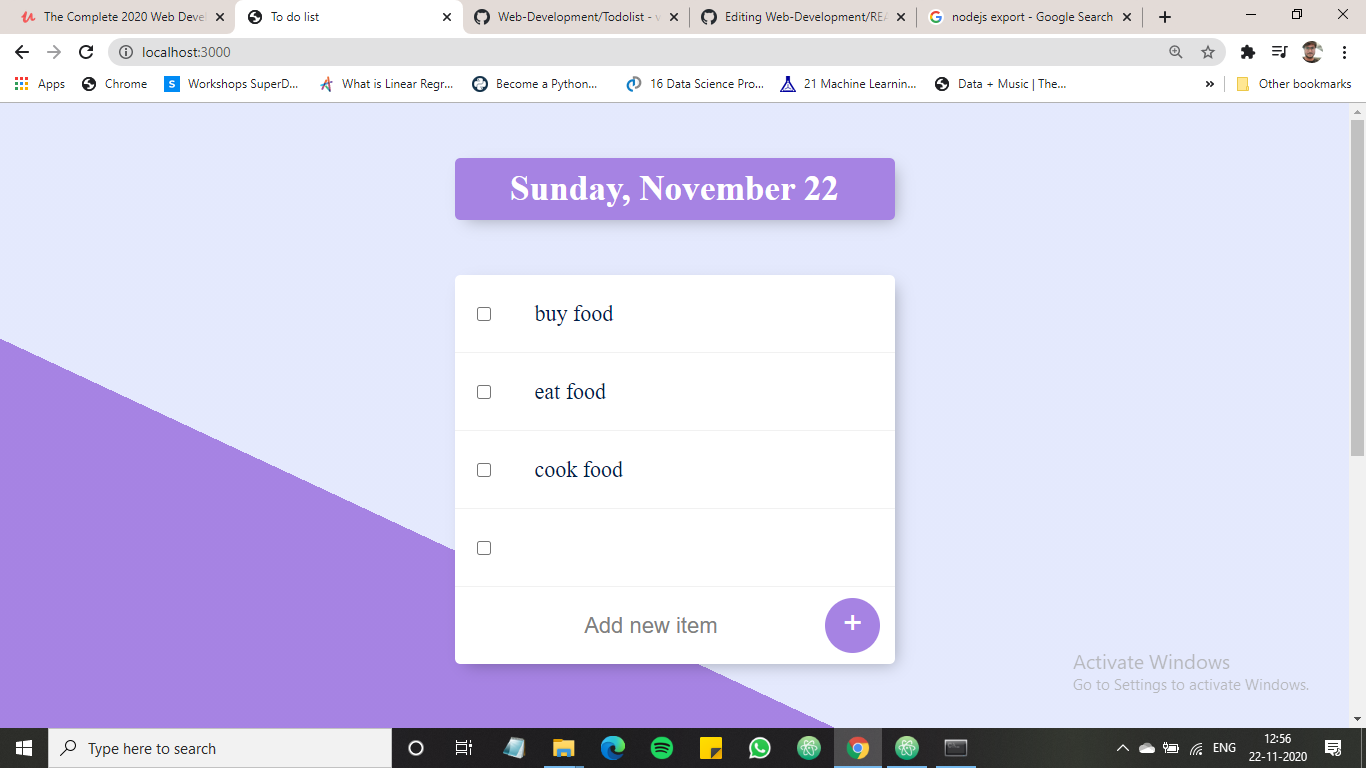 The Complete 2020 Web Devel
To do list
Web-Development/Todolist - v
Editing Web-Development/REA
nodejs export - Google Search
localhost:3000
Apps
Chrome
Workshops SuperD...
What is Linear Regr...
Become a Python...
16 Data Science Pro...
21 Machine Learnin...
Data + Music | The...
»
Other bookmarks
Sunday, November 22
buy food
eat food
cook food
Add new item
+
Activate Windows
Go to Settings to activate Windows.
Type here to search
ENG
12:56
22-11-2020